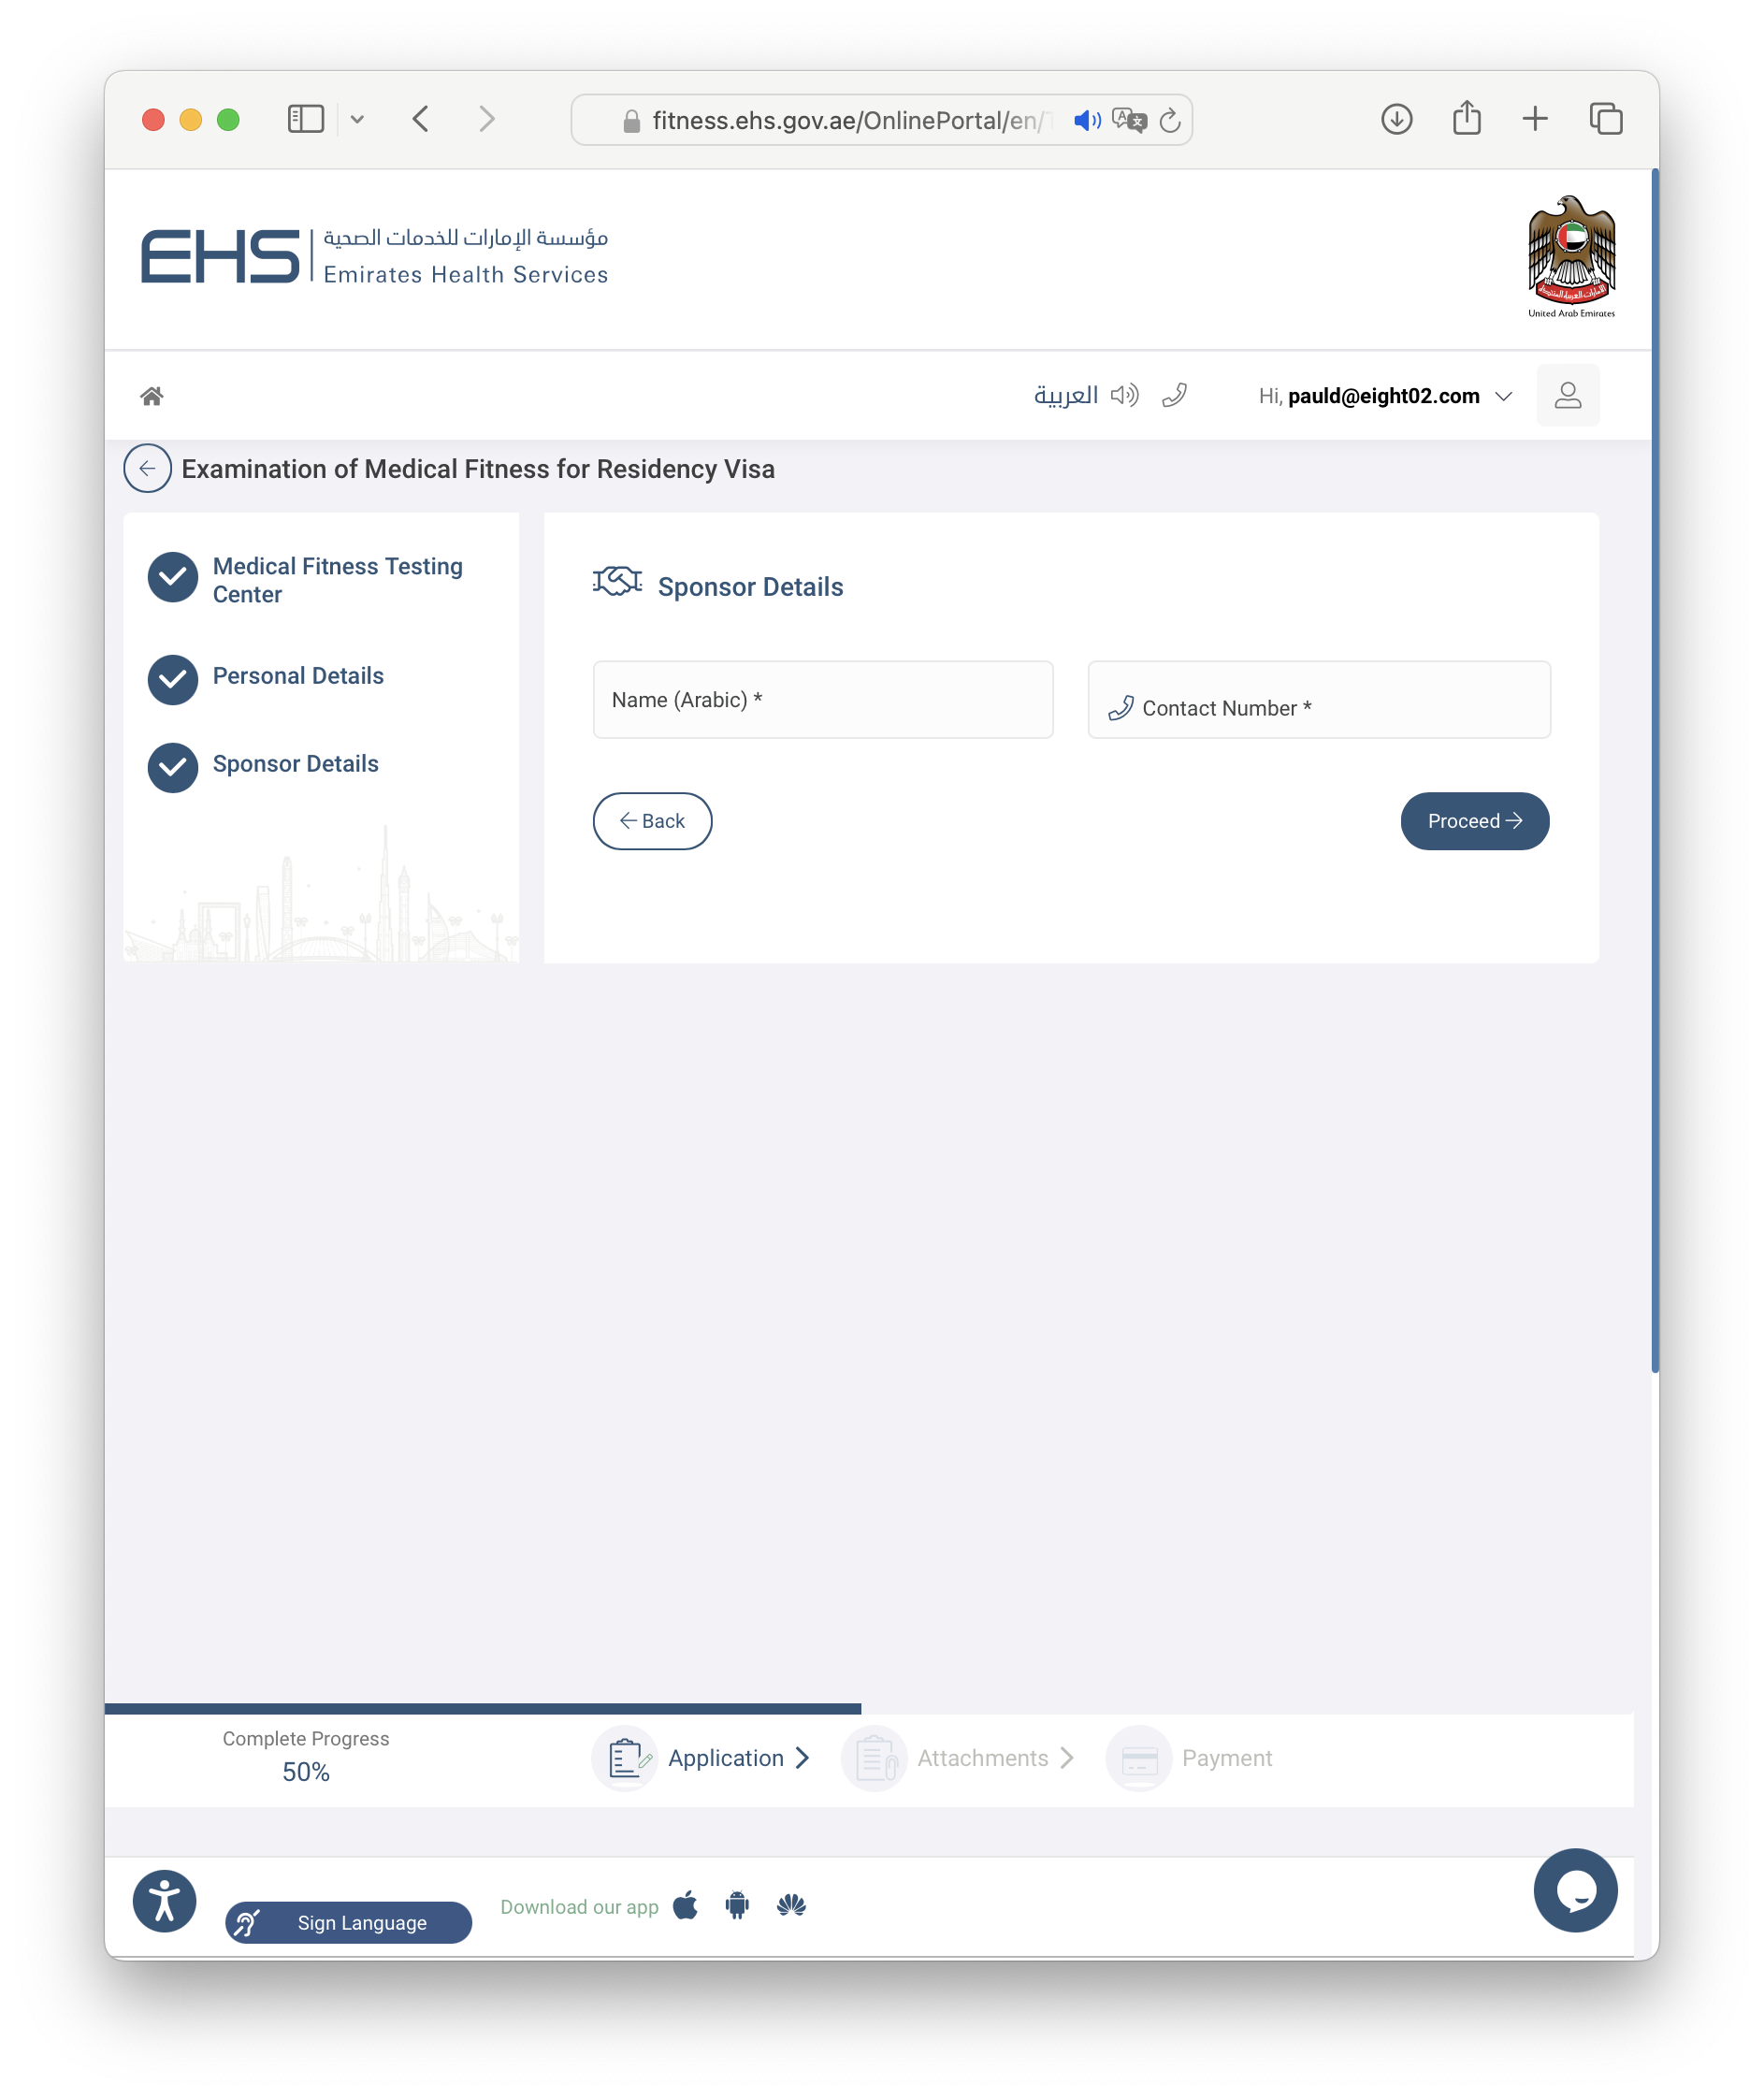 fitness.ehs.gov.ae/OnlinePortal/en/
EHS
مؤسسة الإمارات للخدمات الصحية
Emirates Health Services
United Arab Emirates
العربية
Hi, pauld@eight02.com
Examination of Medical Fitness for Residency Visa
Medical Fitness Testing
Center
Personal Details
Sponsor Details
Sponsor Details
Name (Arabic) *
Contact Number *
Back
Proceed
Complete Progress
50%
Application
Attachments
Payment
Sign Language
Download our app